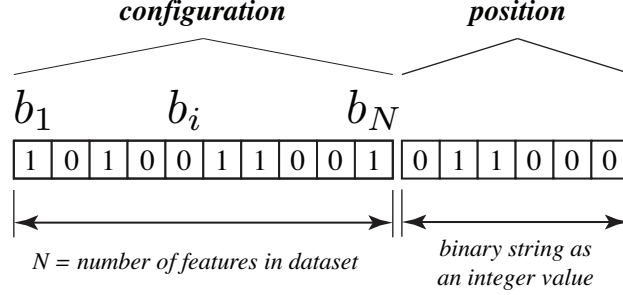 configuration position
b₁ bᵢ b_N
1 0 1 0 0 1 1 0 0 1 0 1 1 0 0 0
N = number of features in dataset
binary string as
an integer value